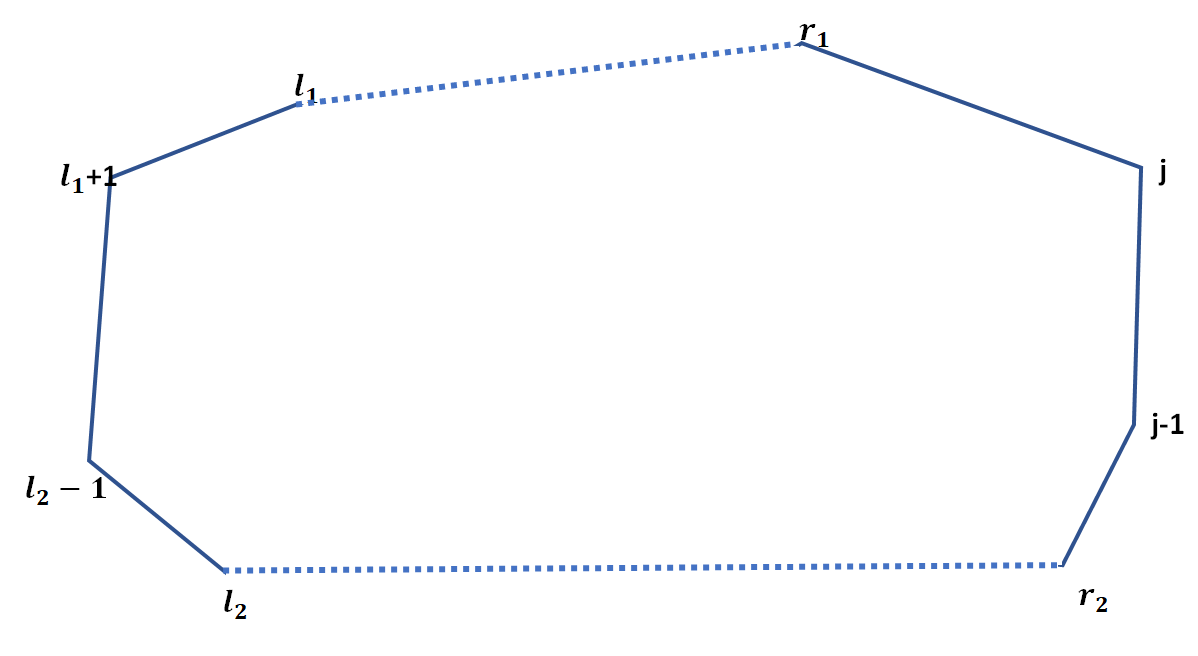 r₁
l₁
l₁+1
j
j-1
l₂ − 1
l₂
r₂